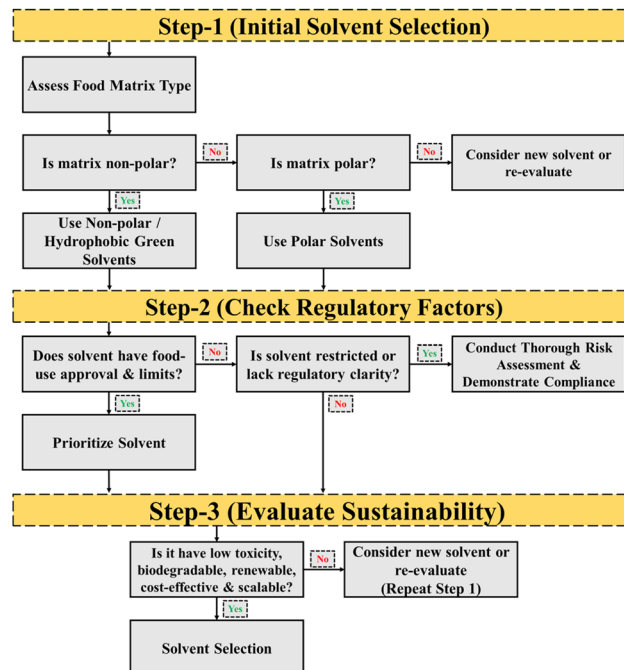 Step-1 (Initial Solvent Selection)
Assess Food Matrix Type
Is matrix non-polar?
No
Is matrix polar?
No
Consider new solvent or
re-evaluate
Yes
Yes
Use Non-polar /
Hydrophobic Green
Solvents
Use Polar Solvents
Step-2 (Check Regulatory Factors)
Does solvent have food-
use approval & limits?
No
Is solvent restricted or
lack regulatory clarity?
Yes
Conduct Thorough Risk
Assessment &
Demonstrate Compliance
Yes
No
Prioritize Solvent
Step-3 (Evaluate Sustainability)
Is it have low toxicity,
biodegradable, renewable,
cost-effective & scalable?
No
Consider new solvent or
re-evaluate
(Repeat Step 1)
Yes
Solvent Selection